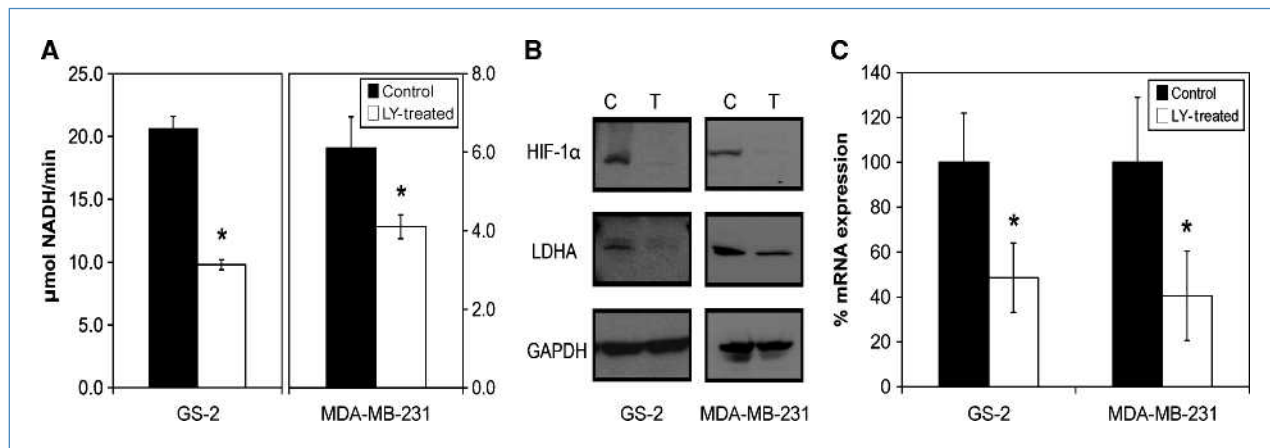 A
25.0
20.0
15.0
10.0
5.0
0.0
µmol NADH/min
8.0
6.0
4.0
2.0
0.0
Control
LY-treated
*
*
GS-2
MDA-MB-231
B
C T C T
HIF-1α
LDHA
GAPDH
GS-2 MDA-MB-231
C
140
120
100
80
60
40
20
0
% mRNA expression
Control
LY-treated
*
*
GS-2
MDA-MB-231